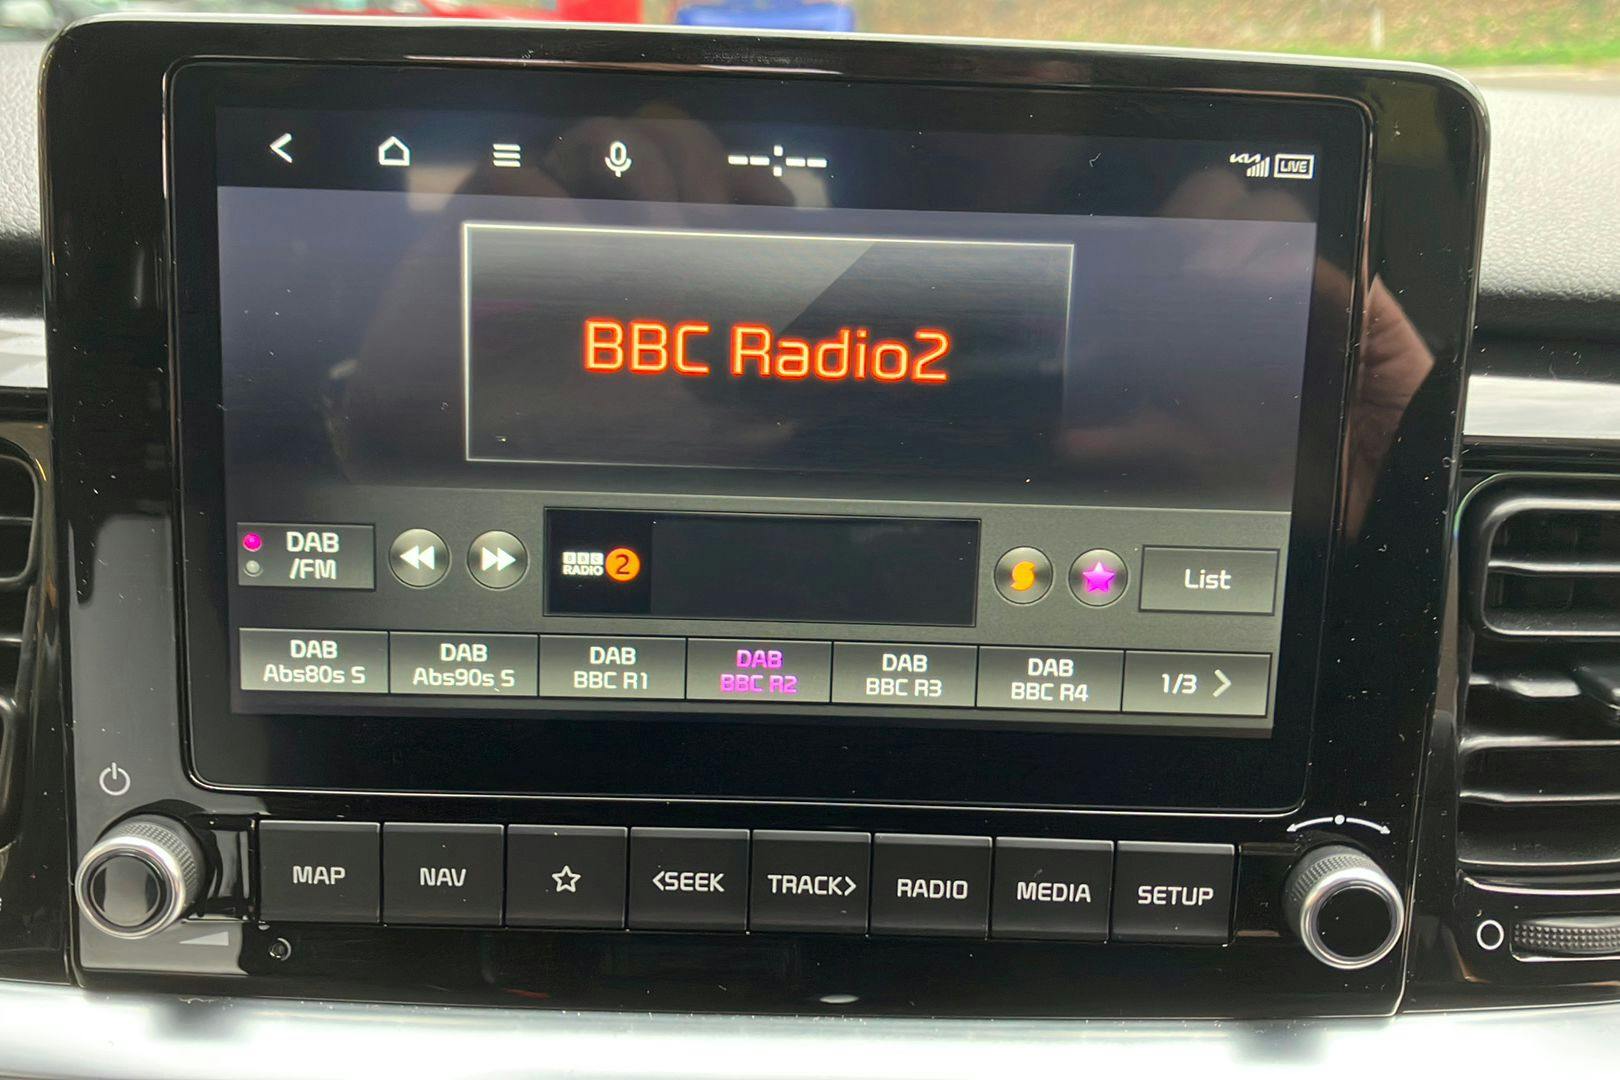 --:--
KIA
LIVE
BBC Radio2
DAB
/FM
BBC
RADIO 2
List
DAB
Abs80s S
DAB
Abs90s S
DAB
BBC R1
DAB
BBC R2
DAB
BBC R3
DAB
BBC R4
1/3 >
MAP
NAV
<SEEK
TRACK>
RADIO
MEDIA
SETUP